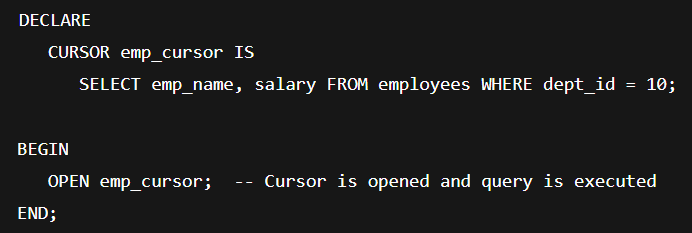 DECLARE
CURSOR emp_cursor IS
SELECT emp_name, salary FROM employees WHERE dept_id = 10;
BEGIN
OPEN emp_cursor;  -- Cursor is opened and query is executed
END;